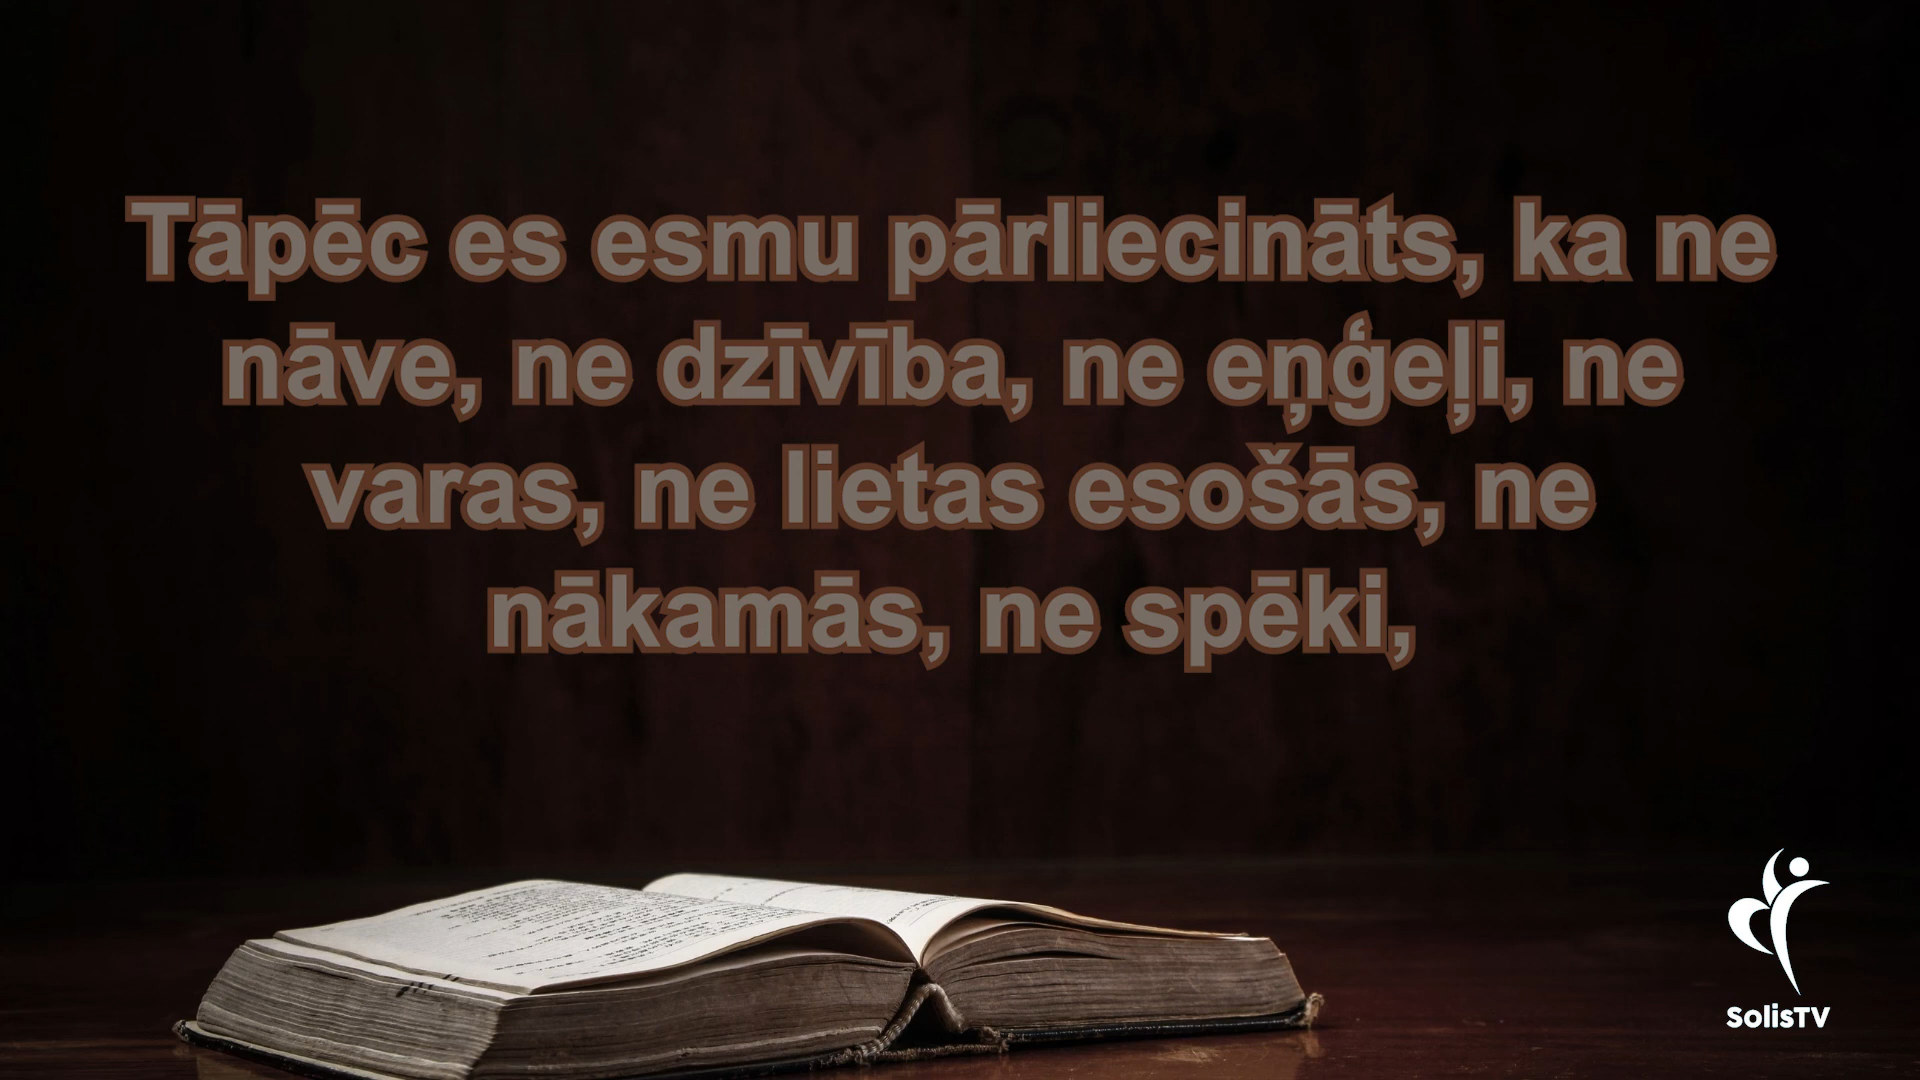 Tāpēc es esmu pārliecināts, ka ne
nāve, ne dzīvība, ne eņģeļi, ne
varas, ne lietas esošās, ne
nākamās, ne spēki,
SolisTV